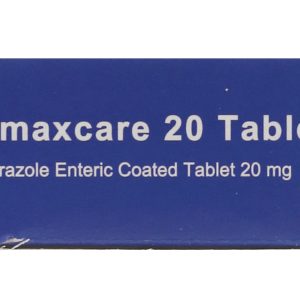 maxcare 20 Table
razole Enteric Coated Tablet 20 mg